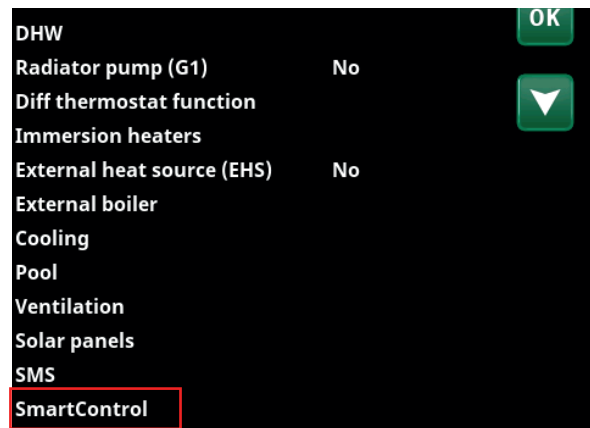 OK
DHW
Radiator pump (G1) No
Diff thermostat function
Immersion heaters
External heat source (EHS) No
External boiler
Cooling
Pool
Ventilation
Solar panels
SMS
SmartControl